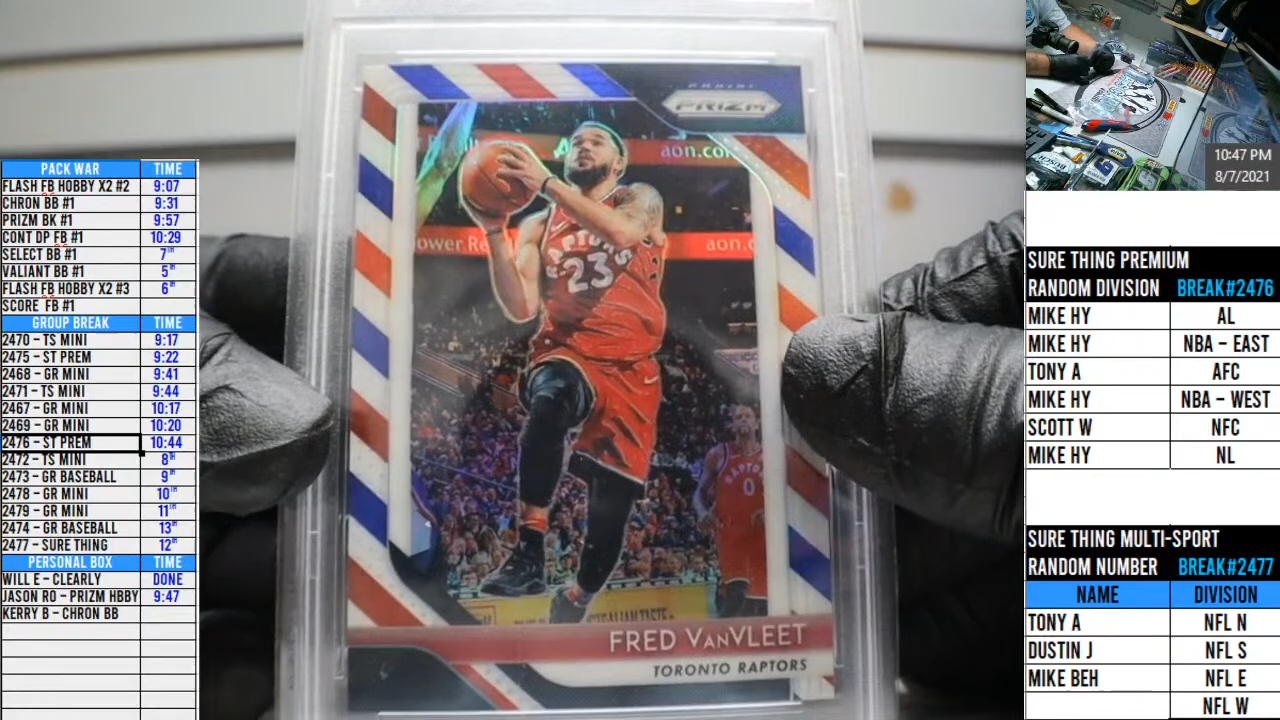 PACK WAR TIME
FLASH FB HOBBY X2 #2 9:07
CHRON BB #1 9:31
PRIZM BK #1 9:57
CONT DP FB #1 10:29
SELECT BB #1 7TH
VALIANT BB #1 5TH
FLASH FB HOBBY X2 #3 6TH
SCORE FB #1
GROUP BREAK TIME
2470 - TS MINI 9:17
2475 - ST PREM 9:22
2468 - GR MINI 9:41
2471 - TS MINI 9:44
2467 - GR MINI 10:17
2469 - GR MINI 10:20
2476 - ST PREM 10:44
2472 - TS MINI 8TH
2473 - GR BASEBALL 9TH
2478 - GR MINI 10TH
2479 - GR MINI 11TH
2474 - GR BASEBALL 13TH
2477 - SURE THING 12TH
PERSONAL BOX TIME
WILL E - CLEARLY DONE
JASON RO - PRIZM HBBY 9:47
KERRY B - CHRON BB
PANINI
PRIZM
aon.com
ower Re
aon.c
RAPTORS
23
RAPTO
0
FRED VANVLEET
TORONTO RAPTORS
10:47 PM
8/7/2021
SURE THING PREMIUM
RANDOM DIVISION BREAK#2476
MIKE HY AL
MIKE HY NBA - EAST
TONY A AFC
MIKE HY NBA - WEST
SCOTT W NFC
MIKE HY NL
SURE THING MULTI-SPORT
RANDOM NUMBER BREAK#2477
NAME DIVISION
TONY A NFL N
DUSTIN J NFL S
MIKE BEH NFL E
NFL W